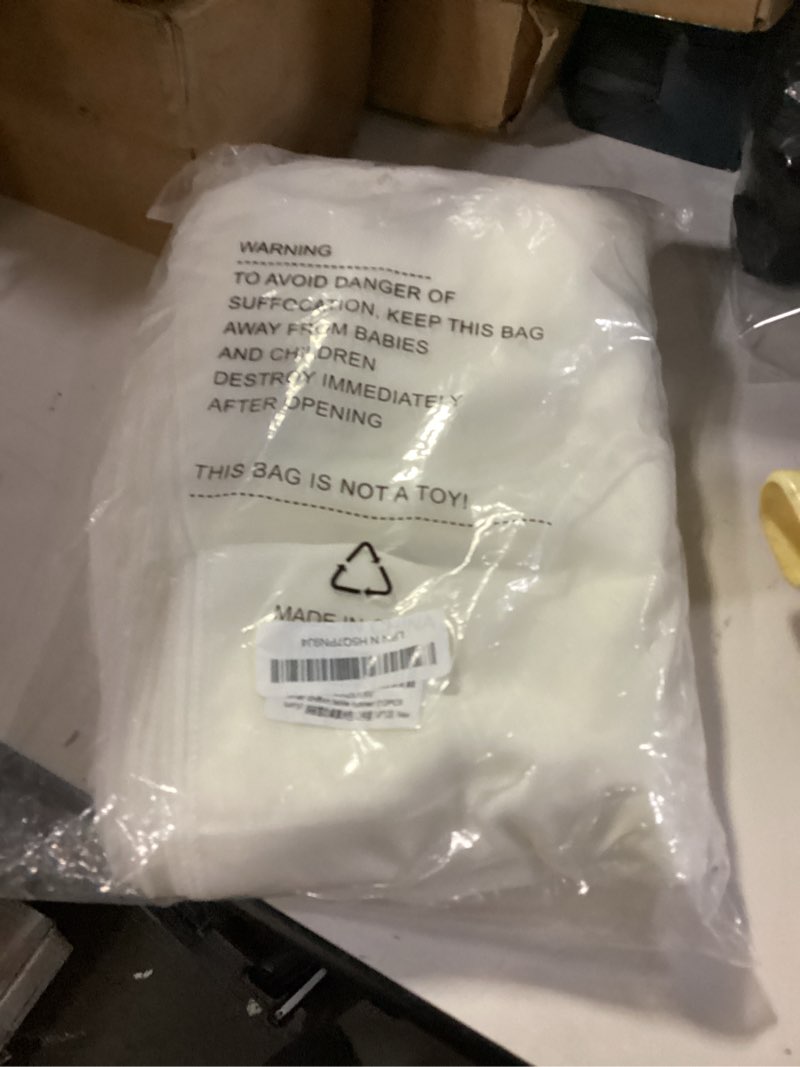 WARNING
TO AVOID DANGER OF
SUFFOCATION, KEEP THIS BAG
AWAY FROM BABIES
AND CHILDREN
DESTROY IMMEDIATELY
AFTER OPENING
THIS BAG IS NOT A TOY!
MADE IN